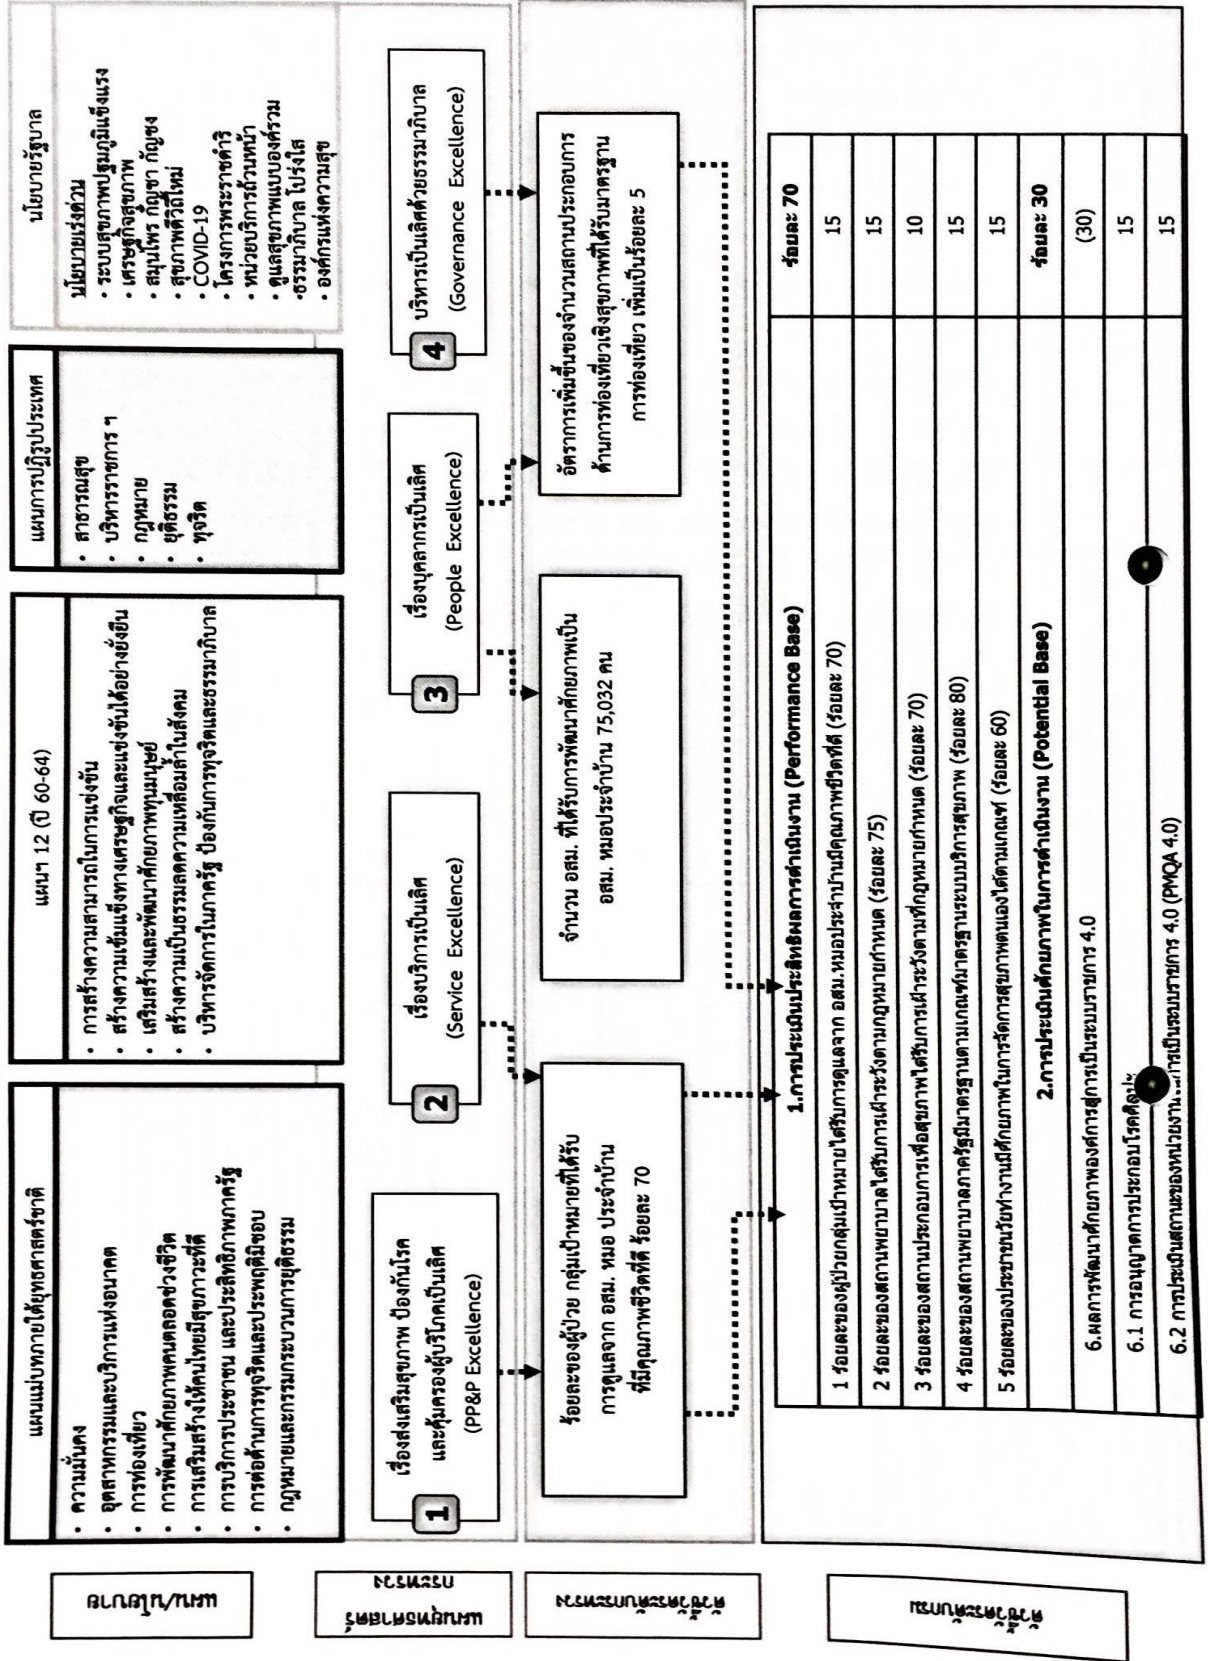 แผน/นโยบาย
แผนแม่บทภายใต้ยุทธศาสตร์ชาติ
• ความมั่นคง
• อุตสาหกรรมและบริการแห่งอนาคต
• การท่องเที่ยว
• การพัฒนาศักยภาพคนตลอดช่วงชีวิต
• การเสริมสร้างให้คนไทยมีสุขภาวะที่ดี
• การบริการประชาชน และประสิทธิภาพภาครัฐ
• การต่อต้านการทุจริตและประพฤติมิชอบ
• กฎหมายและกรรมกระบวนการยุติธรรม
แผนฯ 12 (ปี 60-64)
• การสร้างความสามารถในการแข่งขัน
• สร้างความเข้มแข็งทางเศรษฐกิจและแข่งขันได้อย่างยั่งยืน
• เสริมสร้างและพัฒนาศักยภาพทุนมนุษย์
• สร้างความเป็นธรรมลดความเหลื่อมล้ำในสังคม
• บริหารจัดการในภาครัฐ ป้องกันการทุจริตและธรรมาภิบาล
แผนการปฏิรูปประเทศ
• สาธารณสุข
• บริหารราชการ ฯ
• กฎหมาย
• ยุติธรรม
• ทุจริต
นโยบายรัฐบาล
นโยบายเร่งด่วน
• ระบบสุขภาพปฐมภูมิเข้มแข็ง
• เศรษฐกิจสุขภาพ
• สมุนไพร กัญชา กัญชง
• สุขภาพดีวิถีใหม่
• COVID-19
• โครงการพระราชดำริ
• หน่วยบริการก้าวหน้า
• ดูแลสุขภาพแบบองค์รวม
•ธรรมาภิบาล โปร่งใส
• องค์กรแห่งความสุข
แผนยุทธศาสตร์
กระทรวง
1
เรื่องส่งเสริมสุขภาพ ป้องกันโรค
และคุ้มครองผู้บริโภคเป็นเลิศ
(PP&P Excellence)
2
เรื่องบริการเป็นเลิศ
(Service Excellence)
3
เรื่องบุคลากรเป็นเลิศ
(People Excellence)
4
บริหารเป็นเลิศด้วยธรรมาภิบาล
(Governance Excellence)
ตัวชี้วัดระดับกระทรวง
ร้อยละของผู้ป่วย กลุ่มเป้าหมายที่ได้รับ
การดูแลจาก อสม. หมอ ประจำบ้าน
ที่มีคุณภาพชีวิตที่ดี ร้อยละ 70
จำนวน อสม. ที่ได้รับการพัฒนาศักยภาพเป็น
อสม. หมอประจำบ้าน 75,032 คน
อัตราการเพิ่มขึ้นของจำนวนสถานประกอบการ
ด้านการท่องเที่ยวเชิงสุขภาพที่ได้รับมาตรฐาน
การท่องเที่ยว เพิ่มเป็นร้อยละ 5
ตัวชี้วัดระดับกรม
1.การประเมินประสิทธิผลการดำเนินงาน (Performance Base) ร้อยละ 70
1 ร้อยละของผู้ป่วยกลุ่มเป้าหมายได้รับการดูแลจาก อสม.หมอประจำบ้านมีคุณภาพชีวิตที่ดี (ร้อยละ 70) 15
2 ร้อยละของสถานพยาบาลได้รับการเฝ้าระวังตามกฎหมายกำหนด (ร้อยละ 75) 15
3 ร้อยละของสถานประกอบการเพื่อสุขภาพได้รับการเฝ้าระวังตามที่กฎหมายกำหนด (ร้อยละ 70) 10
4 ร้อยละของสถานพยาบาลภาครัฐมีมาตรฐานตามเกณฑ์มาตรฐานระบบบริการสุขภาพ (ร้อยละ 80) 15
5 ร้อยละของประชาชนวัยทำงานมีศักยภาพในการจัดการสุขภาพตนเองได้ตามเกณฑ์ (ร้อยละ 60) 15
2.การประเมินศักยภาพในการดำเนินงาน (Potential Base) ร้อยละ 30
6.ผลการพัฒนาศักยภาพองค์การสู่การเป็นระบบราชการ 4.0 (30)
6.1 การอนุญาตการประกอบโรคศิลปะ 15
6.2 การประเมินสถานะของหน่วยงานในการเป็นระบบราชการ 4.0 (PMQA 4.0) 15